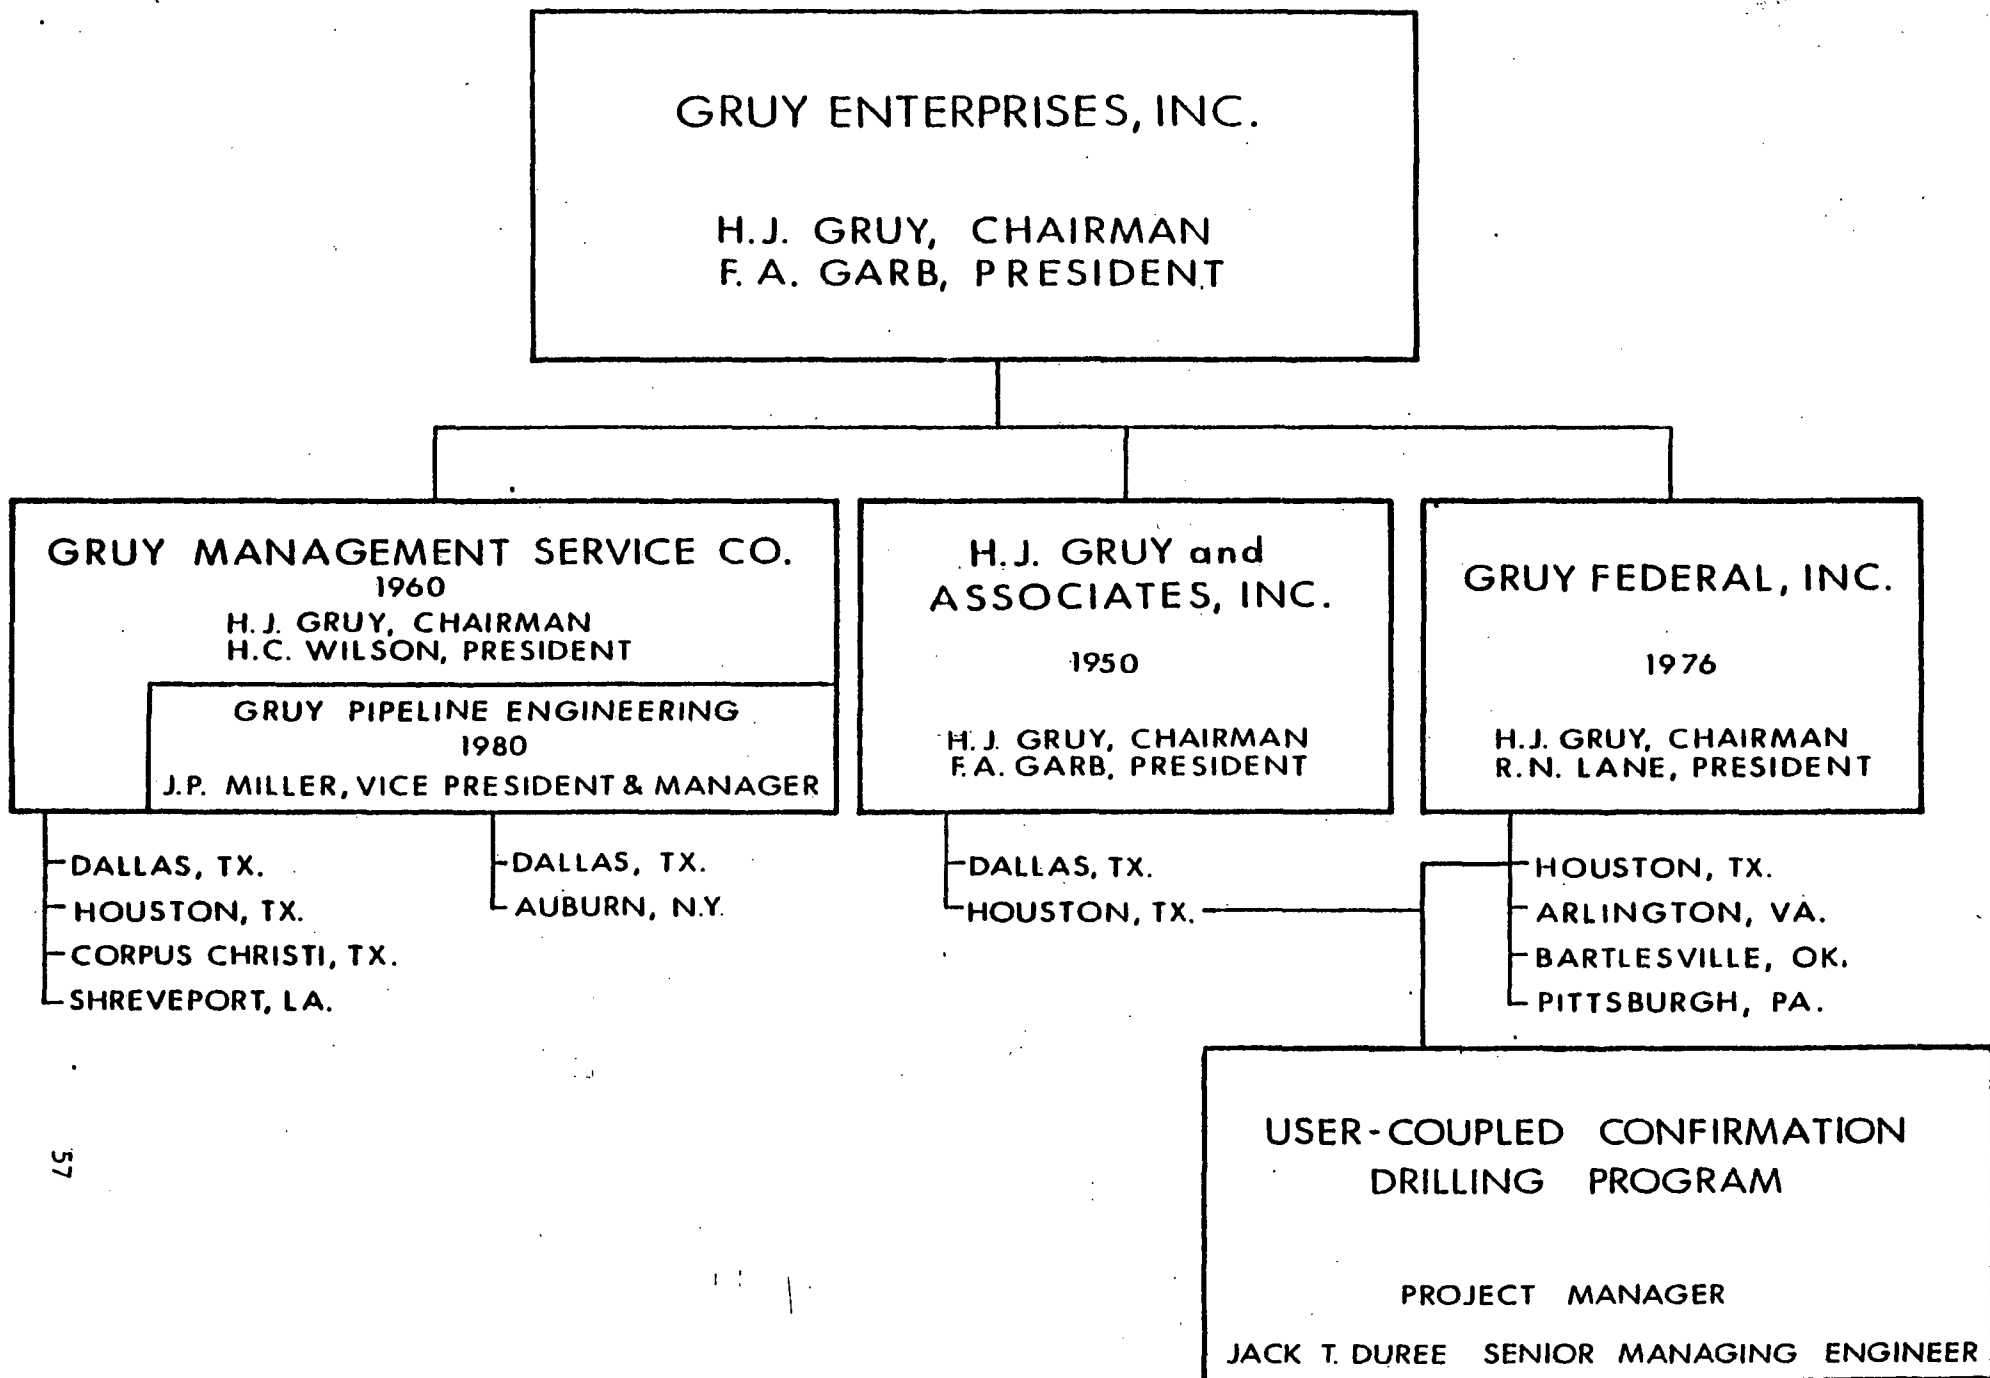 GRUY ENTERPRISES, INC.
H.J. GRUY, CHAIRMAN
F.A. GARB, PRESIDENT
GRUY MANAGEMENT SERVICE CO.
1960
H.J. GRUY, CHAIRMAN
H.C. WILSON, PRESIDENT
GRUY PIPELINE ENGINEERING
1980
J.P. MILLER, VICE PRESIDENT & MANAGER
DALLAS, TX.
HOUSTON, TX.
CORPUS CHRISTI, TX.
SHREVEPORT, LA.
DALLAS, TX.
AUBURN, N.Y.
H.J. GRUY and
ASSOCIATES, INC.
1950
H.J. GRUY, CHAIRMAN
F.A. GARB, PRESIDENT
DALLAS, TX.
HOUSTON, TX.
GRUY FEDERAL, INC.
1976
H.J. GRUY, CHAIRMAN
R.N. LANE, PRESIDENT
HOUSTON, TX.
ARLINGTON, VA.
BARTLESVILLE, OK.
PITTSBURGH, PA.
USER-COUPLED CONFIRMATION
DRILLING PROGRAM
PROJECT MANAGER
JACK T. DUREE SENIOR MANAGING ENGINEER
57